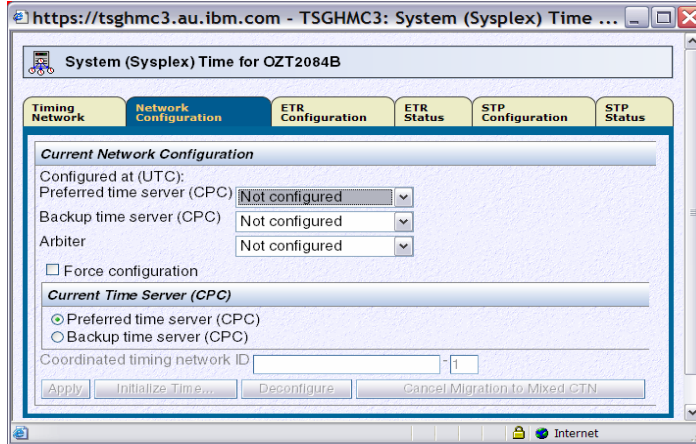 https://tsghmc3.au.ibm.com - TSGHMC3: System (Sysplex) Time ...
System (Sysplex) Time for OZT2084B
Timing Network
Network Configuration
ETR Configuration
ETR Status
STP Configuration
STP Status
Current Network Configuration
Configured at (UTC):
Preferred time server (CPC) Not configured
Backup time server (CPC) Not configured
Arbiter Not configured
Force configuration
Current Time Server (CPC)
Preferred time server (CPC)
Backup time server (CPC)
Coordinated timing network ID - 1
Apply Initialize Time... Deconfigure Cancel Migration to Mixed CTN
Internet